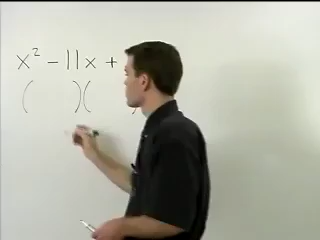 x² - 11x +
( )( )